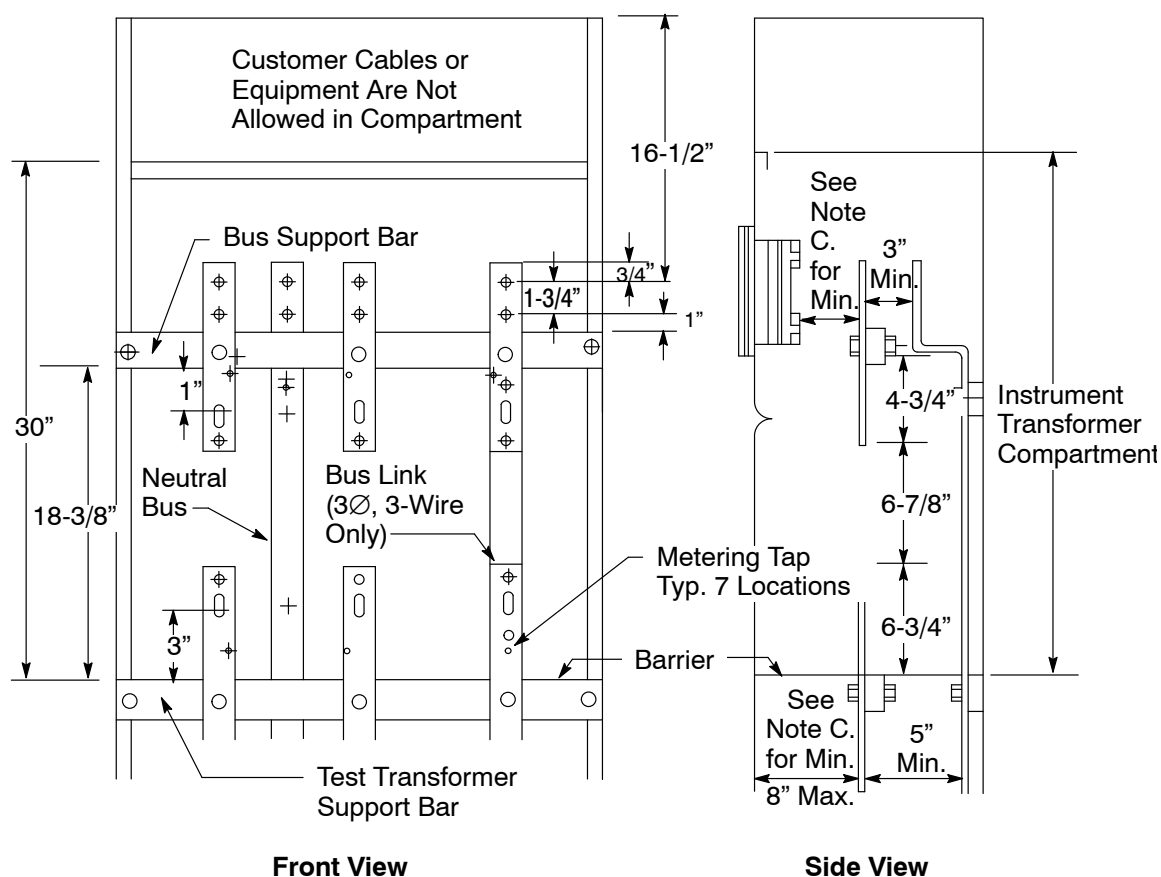 Customer Cables or
Equipment Are Not
Allowed in Compartment
16-1/2”
See
Note
C.
for
Min.
3”
Min.
Bus Support Bar
3/4”
1-3/4”
1”
1”
4-3/4”
Instrument
Transformer
Compartment
30”
18-3/8”
Neutral
Bus
Bus Link
(3∅, 3-Wire
Only)
6-7/8”
Metering Tap
Typ. 7 Locations
3”
6-3/4”
Barrier
See
Note C.
for Min.
8” Max.
5”
Min.
Test Transformer
Support Bar
Front View
Side View